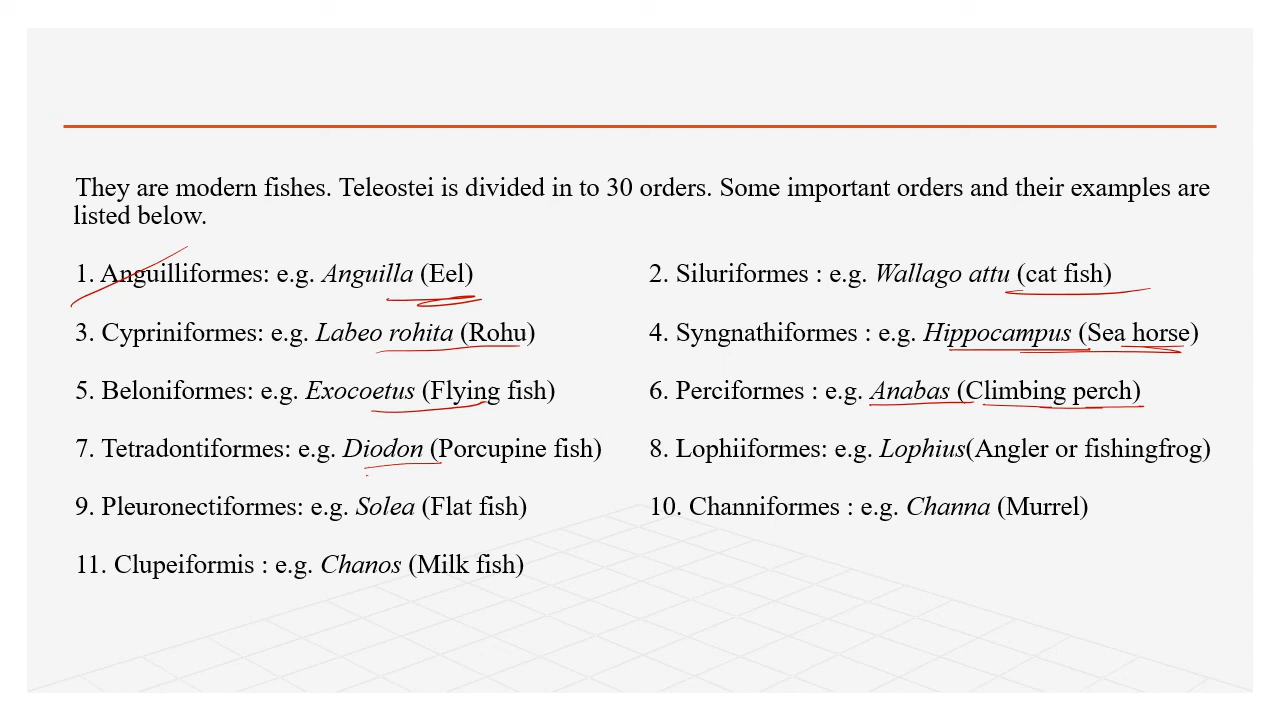 They are modern fishes. Teleostei is divided in to 30 orders. Some important orders and their examples are
listed below.
1. Anguilliformes: e.g. Anguilla (Eel)
2. Siluriformes : e.g. Wallago attu (cat fish)
3. Cypriniformes: e.g. Labeo rohita (Rohu)
4. Syngnathiformes : e.g. Hippocampus (Sea horse)
5. Beloniformes: e.g. Exocoetus (Flying fish)
6. Perciformes : e.g. Anabas (Climbing perch)
7. Tetradontiformes: e.g. Diodon (Porcupine fish)
8. Lophiiformes: e.g. Lophius(Angler or fishingfrog)
9. Pleuronectiformes: e.g. Solea (Flat fish)
10. Channiformes : e.g. Channa (Murrel)
11. Clupeiformis : e.g. Chanos (Milk fish)